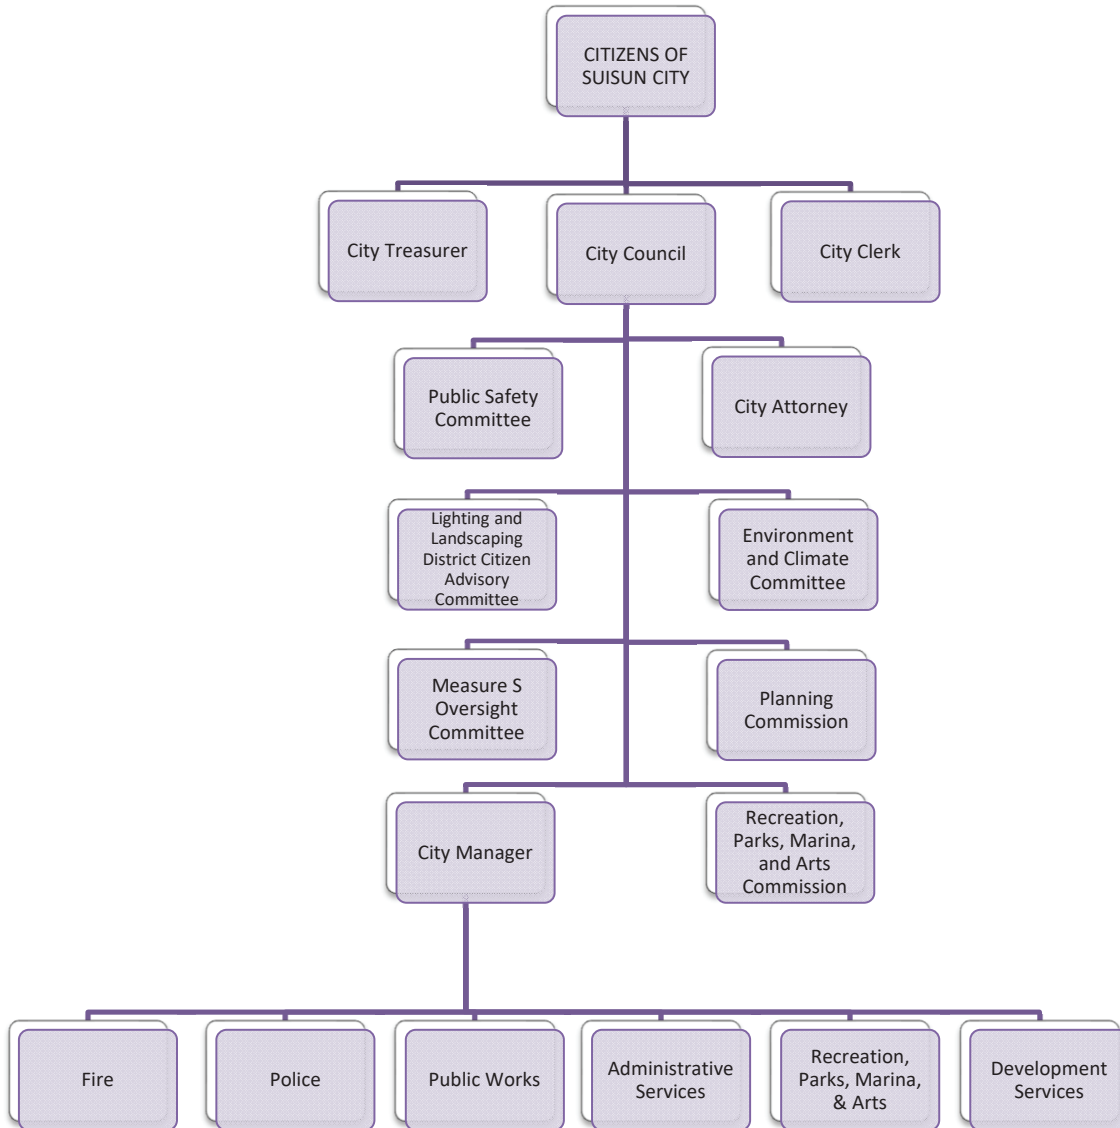 CITIZENS OF
SUISUN CITY
City Treasurer
City Council
City Clerk
Public Safety
Committee
City Attorney
Lighting and
Landscaping
District Citizen
Advisory
Committee
Environment
and Climate
Committee
Measure S
Oversight
Committee
Planning
Commission
City Manager
Recreation,
Parks, Marina,
and Arts
Commission
Fire
Police
Public Works
Administrative
Services
Recreation,
Parks, Marina,
& Arts
Development
Services